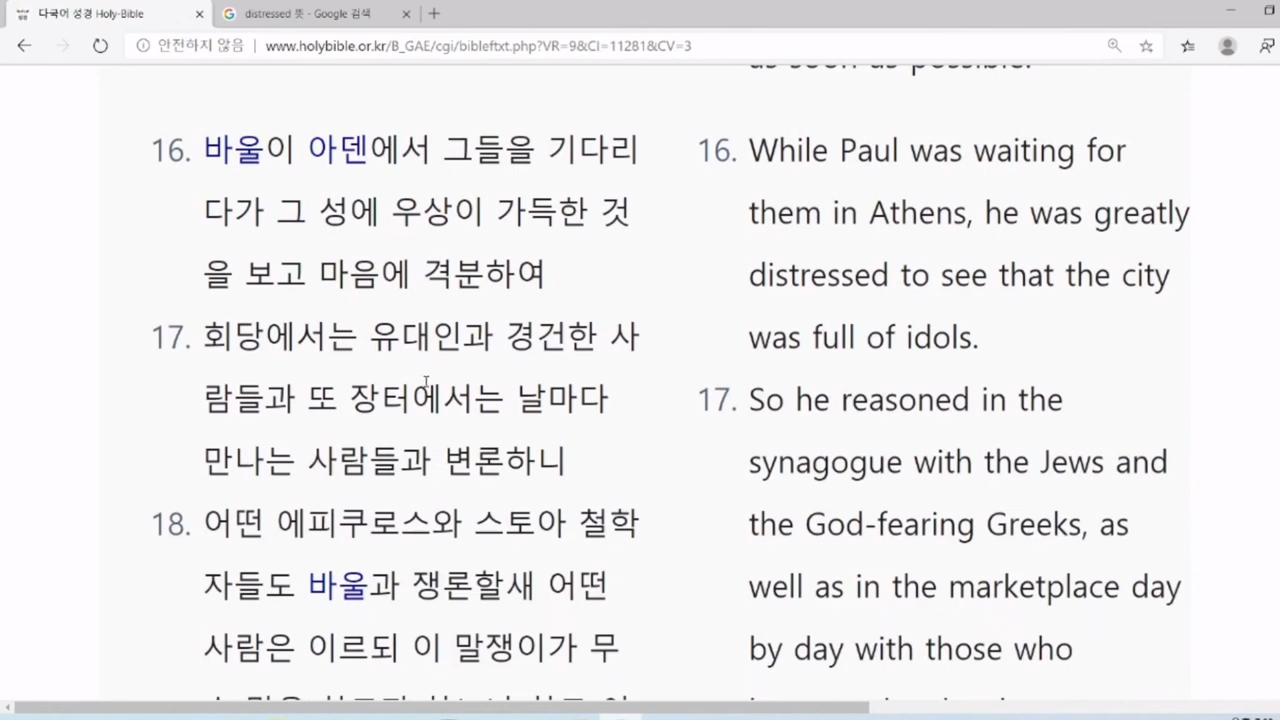 다국어 성경 Holy-Bible
distressed 뜻 - Google 검색
안전하지 않음 | www.holybible.or.kr/B_GAE/cgi/bibleftxt.php?VR=9&CI=11281&CV=3
16. 바울이 아덴에서 그들을 기다리
다가 그 성에 우상이 가득한 것
을 보고 마음에 격분하여
17. 회당에서는 유대인과 경건한 사
람들과 또 장터에서는 날마다
만나는 사람들과 변론하니
18. 어떤 에피쿠로스와 스토아 철학
자들도 바울과 쟁론할새 어떤
사람은 이르되 이 말쟁이가 무
as soon as possible.
16. While Paul was waiting for
them in Athens, he was greatly
distressed to see that the city
was full of idols.
17. So he reasoned in the
synagogue with the Jews and
the God-fearing Greeks, as
well as in the marketplace day
by day with those who